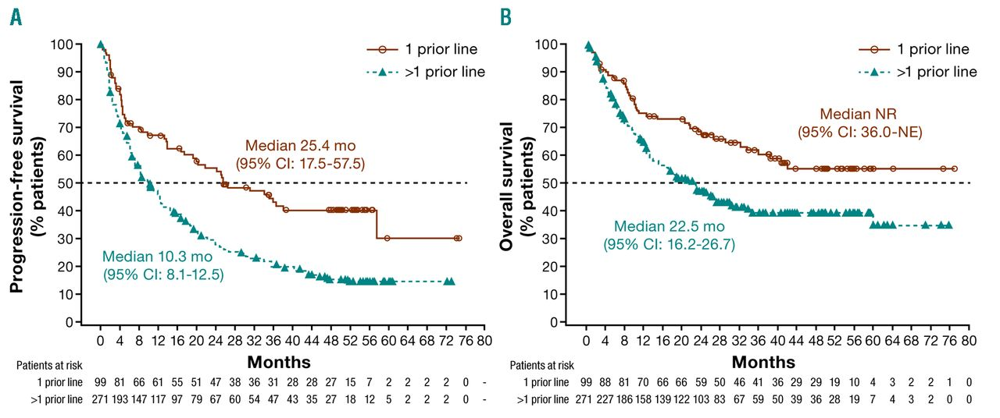 A
Progression-free survival
(% patients)
100
90
80
70
60
50
40
30
20
10
0
1 prior line
>1 prior line
Median 25.4 mo
(95% CI: 17.5-57.5)
Median 10.3 mo
(95% CI: 8.1-12.5)
0 4 8 12 16 20 24 28 32 36 40 44 48 52 56 60 64 68 72 76 80
Months
Patients at risk
1 prior line 99 81 66 61 55 51 47 38 36 31 28 28 27 15 7 2 2 2 2 0 -
>1 prior line 271 193 147 117 97 79 67 60 54 47 43 35 27 18 12 5 2 2 2 0 -
B
Overall survival
(% patients)
100
90
80
70
60
50
40
30
20
10
0
1 prior line
>1 prior line
Median NR
(95% CI: 36.0-NE)
Median 22.5 mo
(95% CI: 16.2-26.7)
0 4 8 12 16 20 24 28 32 36 40 44 48 52 56 60 64 68 72 76 80
Months
Patients at risk
1 prior line 99 88 81 70 66 66 59 50 46 41 36 29 29 19 10 4 3 2 2 1 0
>1 prior line 271 227 186 158 139 122 103 83 67 59 50 39 36 28 19 7 4 3 2 0 0